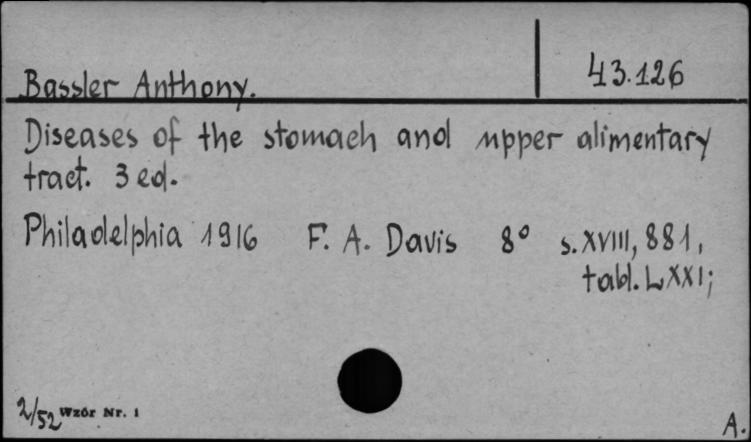 Bassler Anthony.
43.126
Diseases of the stomach and upper alimentary
tract. 3 ed.
Philadelphia 1916 F. A. Davis 8° s. XVIII, 881,
tabl. LXXI;
2/52 Wzór Nr. 1
A.